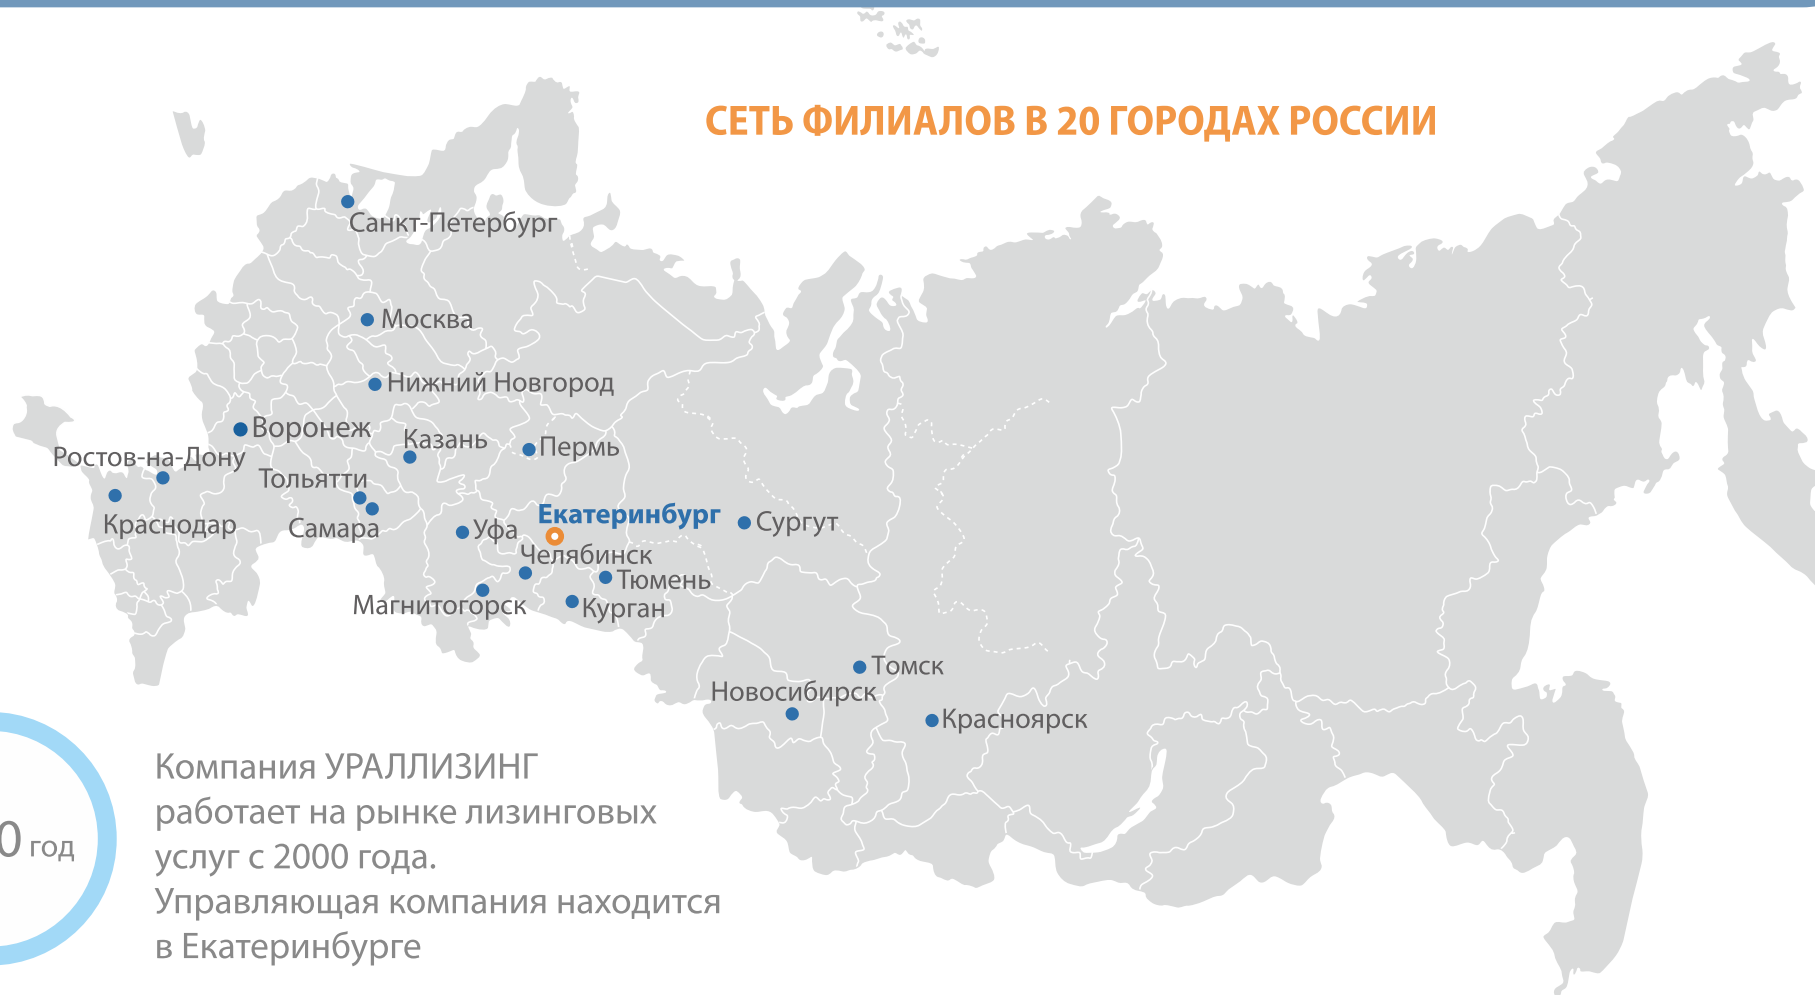 СЕТЬ ФИЛИАЛОВ В 20 ГОРОДАХ РОССИИ
Санкт-Петербург
Москва
Нижний Новгород
Воронеж
Казань
Пермь
Ростов-на-Дону
Тольятти
Краснодар
Самара
Уфа
Екатеринбург
Сургут
Челябинск
Тюмень
Магнитогорск
Курган
Томск
Новосибирск
Красноярск
0 год
Компания УРАЛЛИЗИНГ
работает на рынке лизинговых
услуг с 2000 года.
Управляющая компания находится
в Екатеринбурге